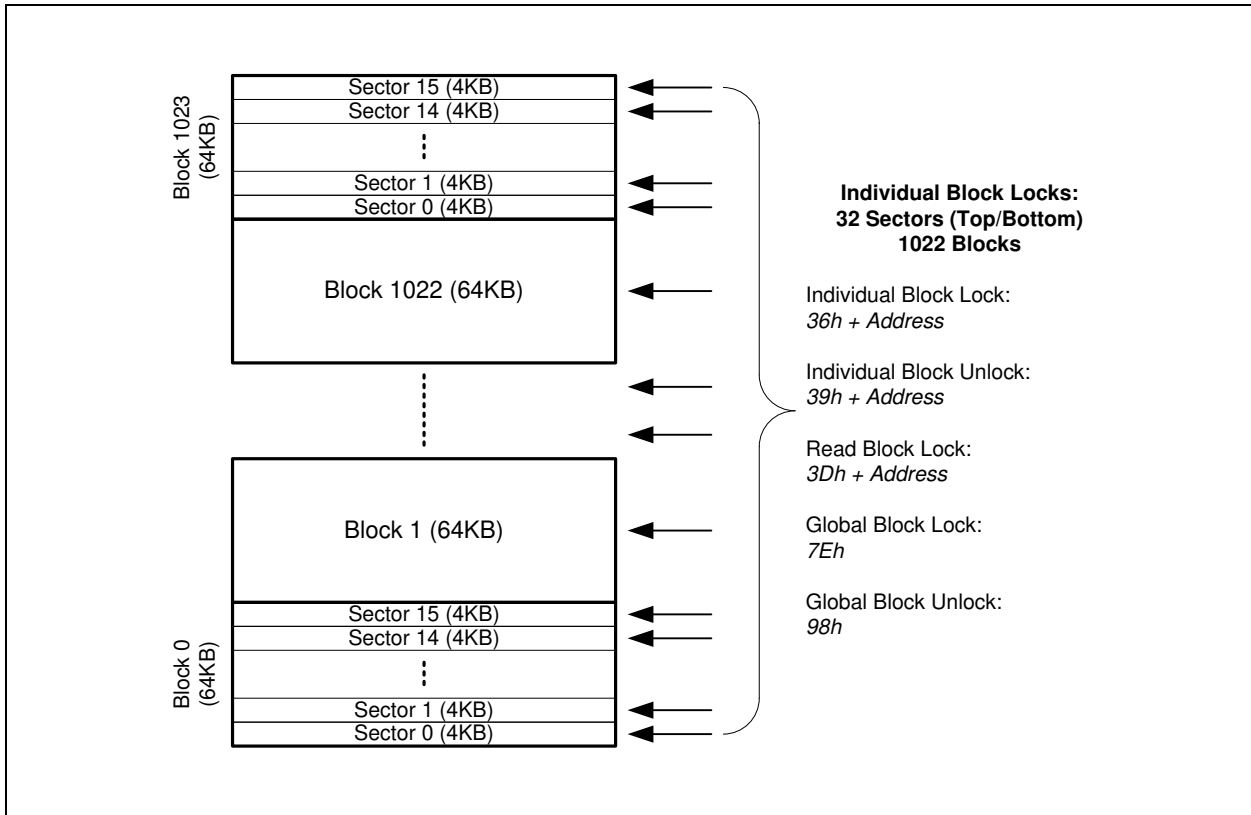 Block 1023
(64KB)
Sector 15 (4KB)
Sector 14 (4KB)
Sector 1 (4KB)
Sector 0 (4KB)
Block 1022 (64KB)
Block 1 (64KB)
Block 0
(64KB)
Sector 15 (4KB)
Sector 14 (4KB)
Sector 1 (4KB)
Sector 0 (4KB)
Individual Block Locks:
32 Sectors (Top/Bottom)
1022 Blocks
Individual Block Lock:
36h + Address
Individual Block Unlock:
39h + Address
Read Block Lock:
3Dh + Address
Global Block Lock:
7Eh
Global Block Unlock:
98h